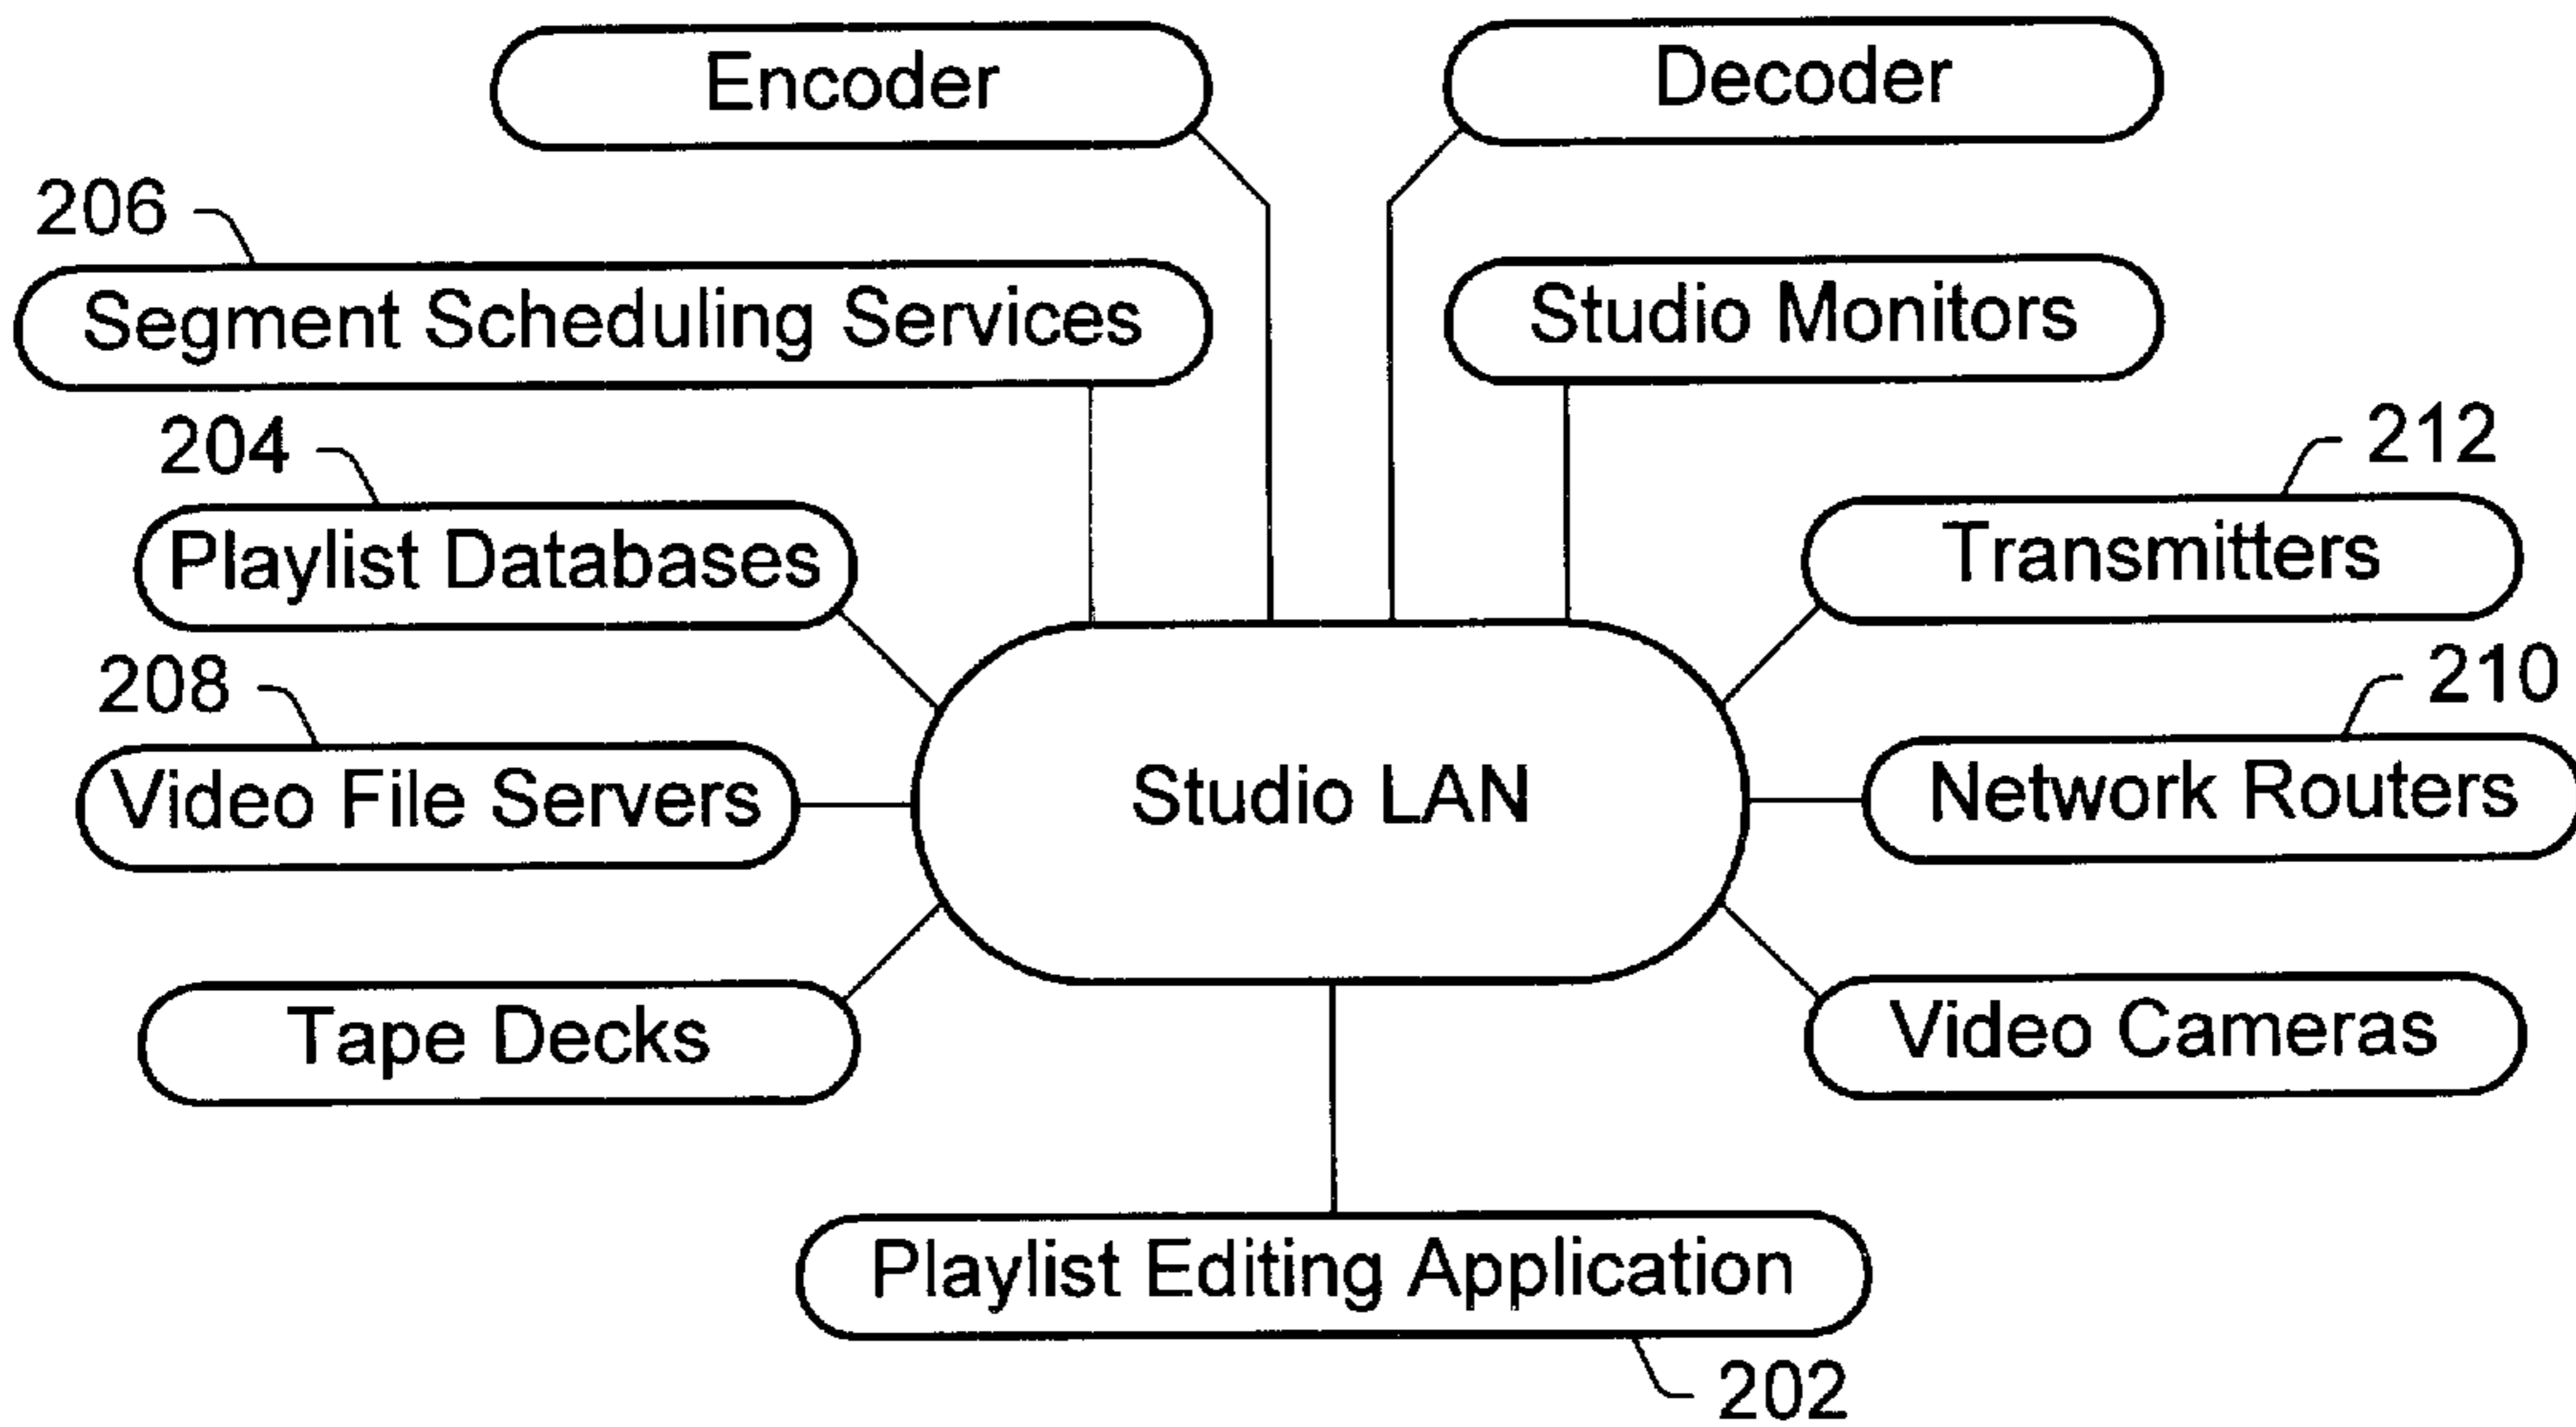 Encoder
Decoder
206
Segment Scheduling Services
Studio Monitors
204
212
Playlist Databases
Transmitters
208
210
Video File Servers
Studio LAN
Network Routers
Tape Decks
Video Cameras
Playlist Editing Application
202